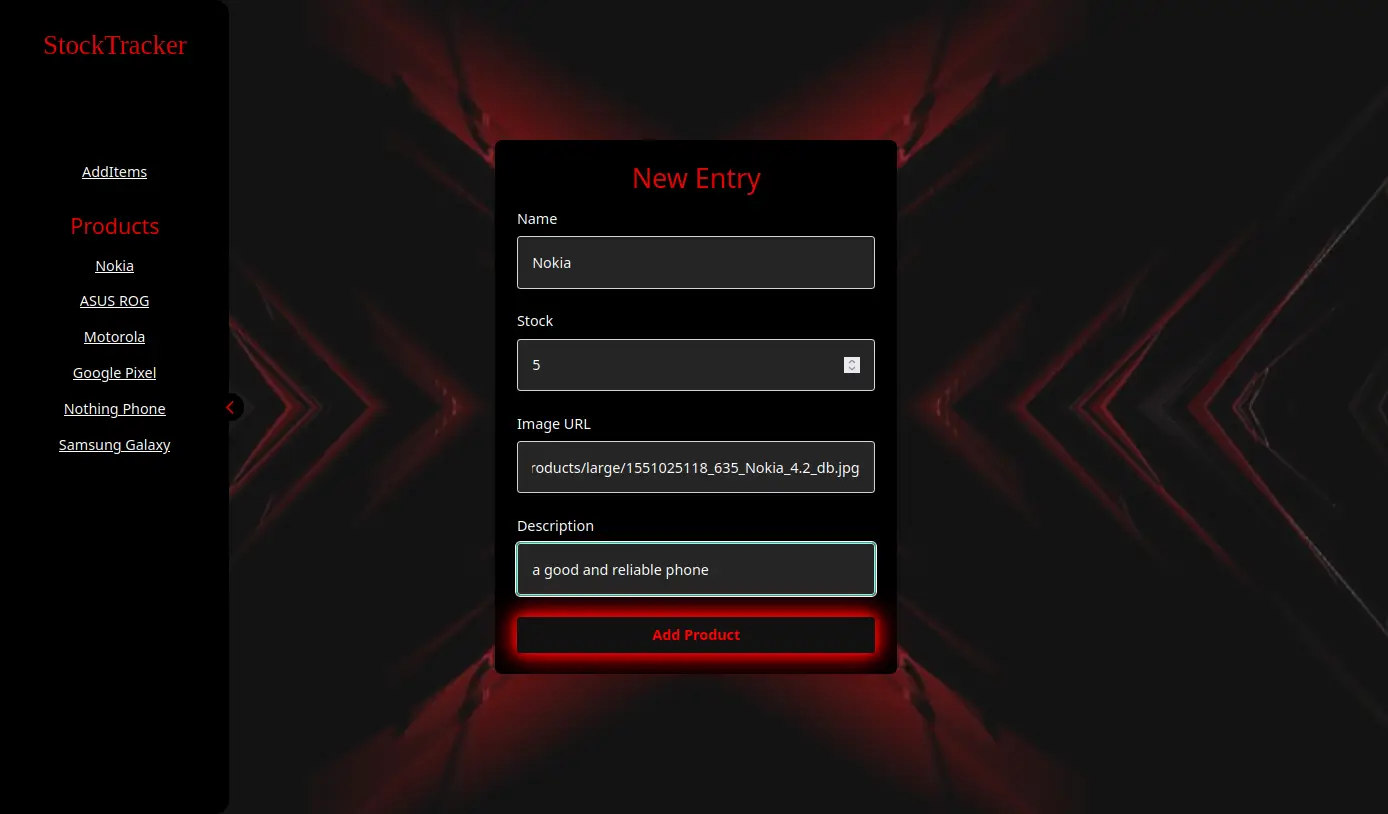 StockTracker
AddItems
Products
Nokia
ASUS ROG
Motorola
Google Pixel
Nothing Phone
Samsung Galaxy
New Entry
Name
Nokia
Stock
5
Image URL
roducts/large/1551025118_635_Nokia_4.2_db.jpg
Description
a good and reliable phone
Add Product